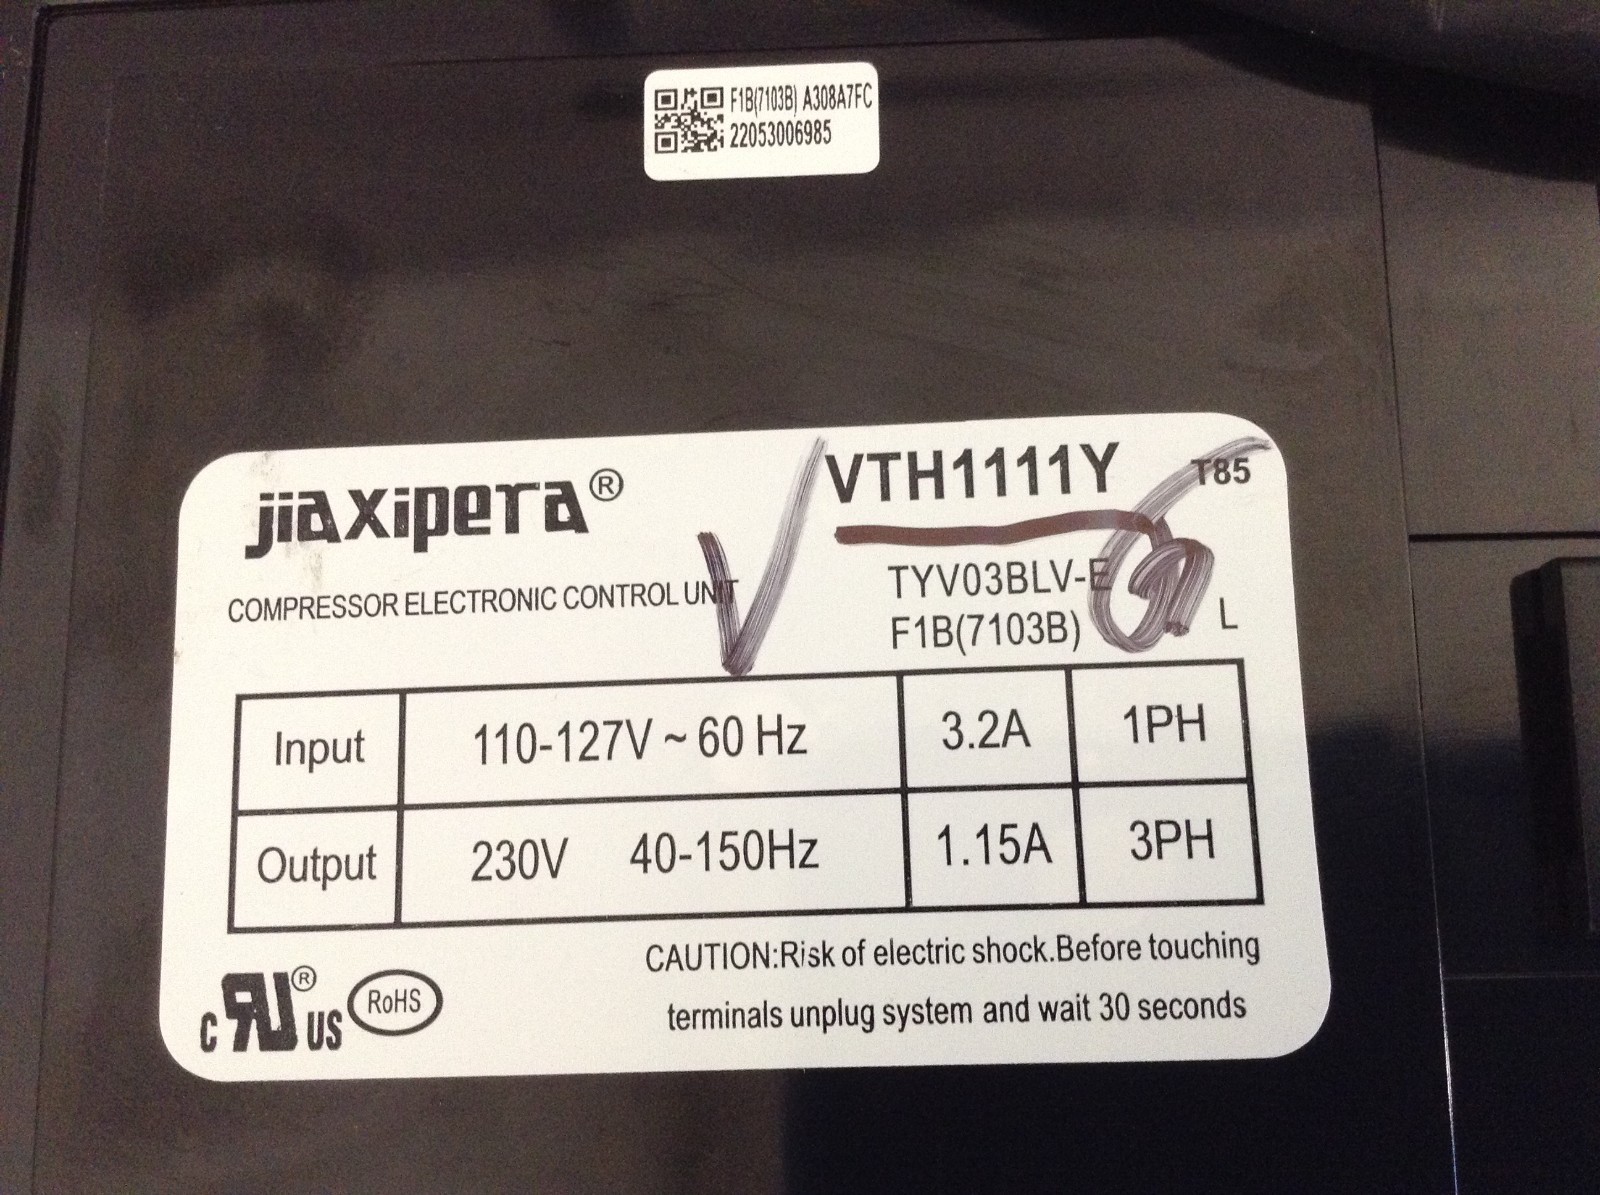 F1B(7103B) A308A7FC
22053006985
jiaxipera®
VTH1111Y T85
COMPRESSOR ELECTRONIC CONTROL UNIT
TYV03BLV-E
F1B(7103B) L
Input 110-127V ~ 60 Hz 3.2A 1PH
Output 230V 40-150Hz 1.15A 3PH
CAUTION:Risk of electric shock.Before touching
terminals unplug system and wait 30 seconds
C RU® US RoHS